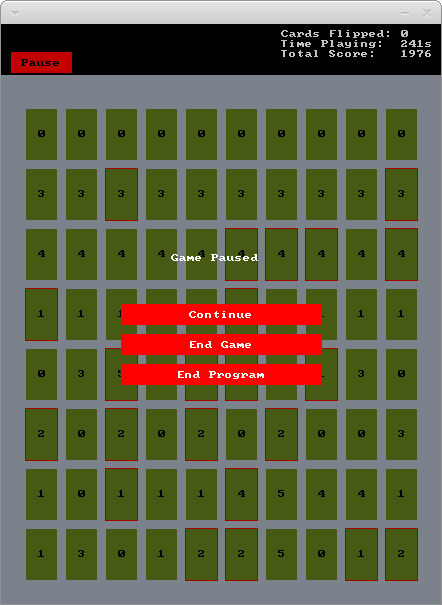 Cards Flipped: 0
Time Playing: 241s
Total Score: 1976
Pause
0 0 0 0 0 0 0 0 0 0
3 3 3 3 3 3 3 3 3 3
4 4 4 4 4 4 4 4 4 4
Game Paused
1 1 1 1 1
Continue
End Game
0 3 3 0
End Program
2 0 2 0 2 0 2 0 0 3
1 0 1 1 1 4 5 4 4 1
1 3 0 1 2 2 5 0 1 2